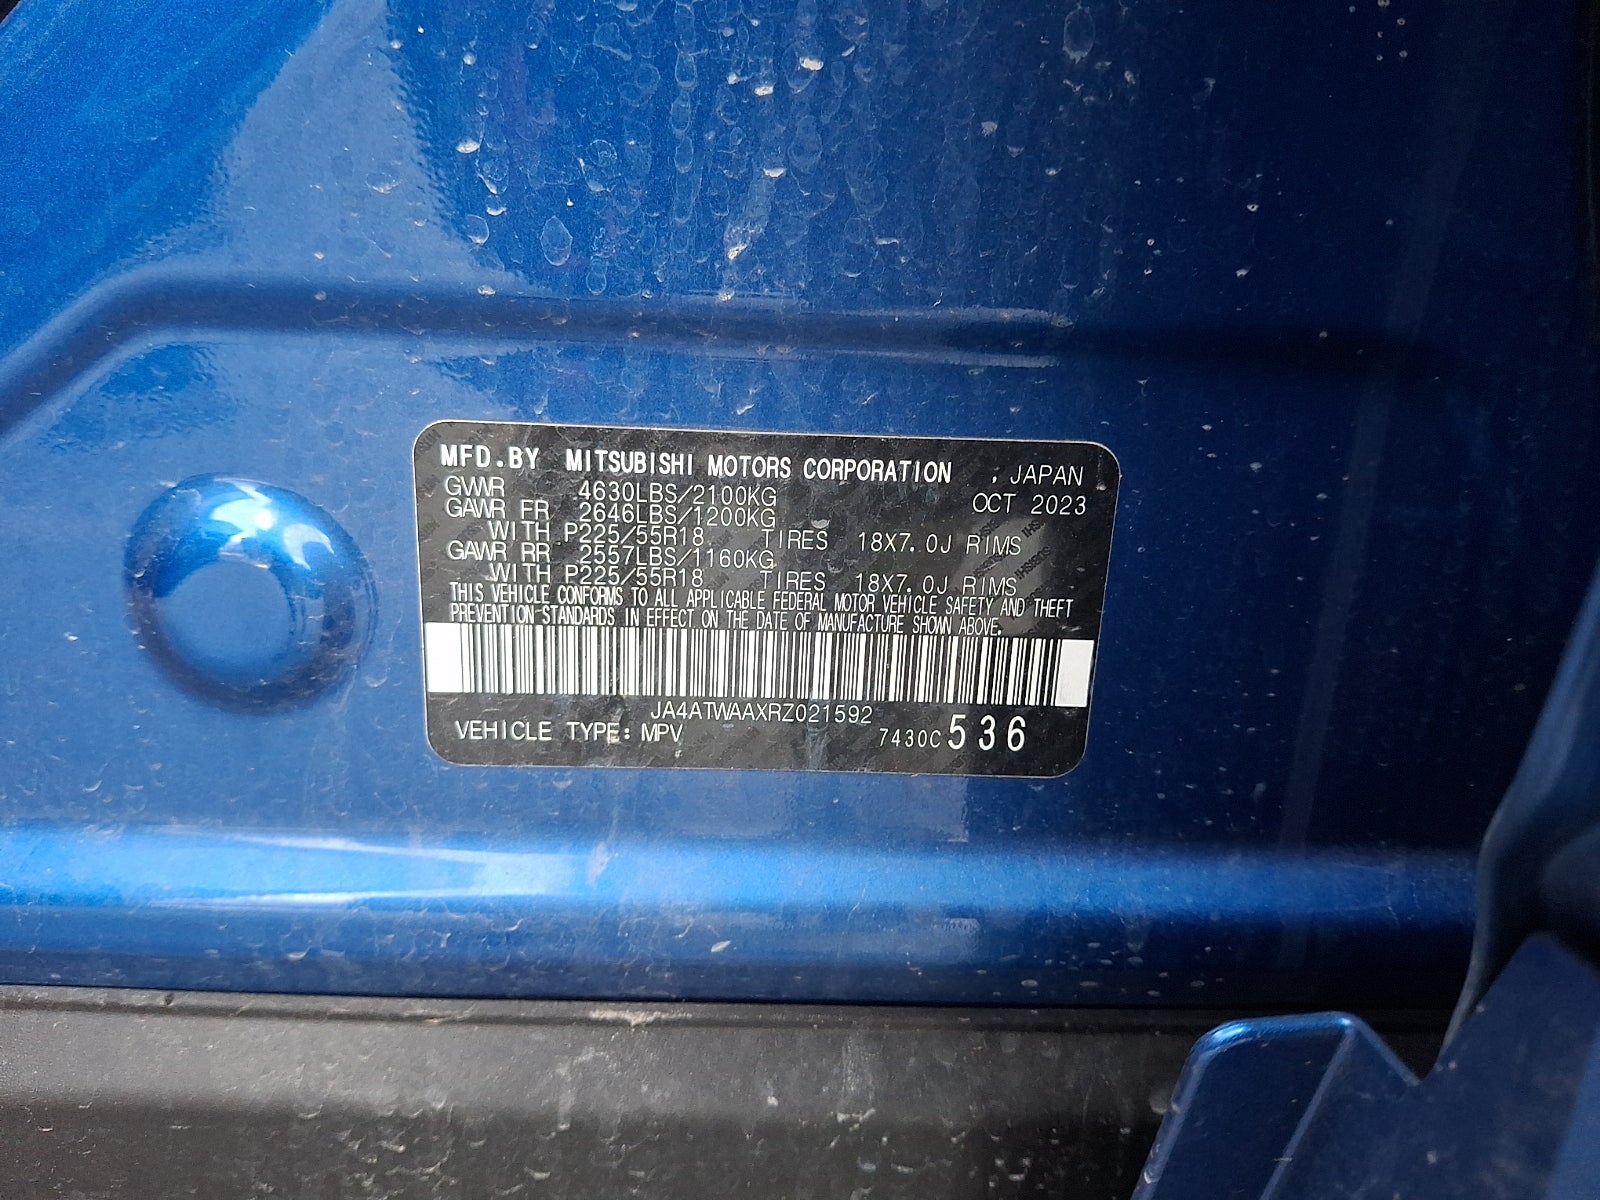 MFD.BY MITSUBISHI MOTORS CORPORATION , JAPAN
GVWR 4630LBS/2100KG OCT 2023
GAWR FR 2646LBS/1200KG
WITH P225/55R18 TIRES 18X7.0J RIMS
GAWR RR 2557LBS/1160KG
WITH P225/55R18 TIRES 18X7.0J RIMS
THIS VEHICLE CONFORMS TO ALL APPLICABLE FEDERAL MOTOR VEHICLE SAFETY AND THEFT
PREVENTION STANDARDS IN EFFECT ON THE DATE OF MANUFACTURE SHOWN ABOVE.
JA4ATWAAXRZ021592
VEHICLE TYPE: MPV 7430C 536